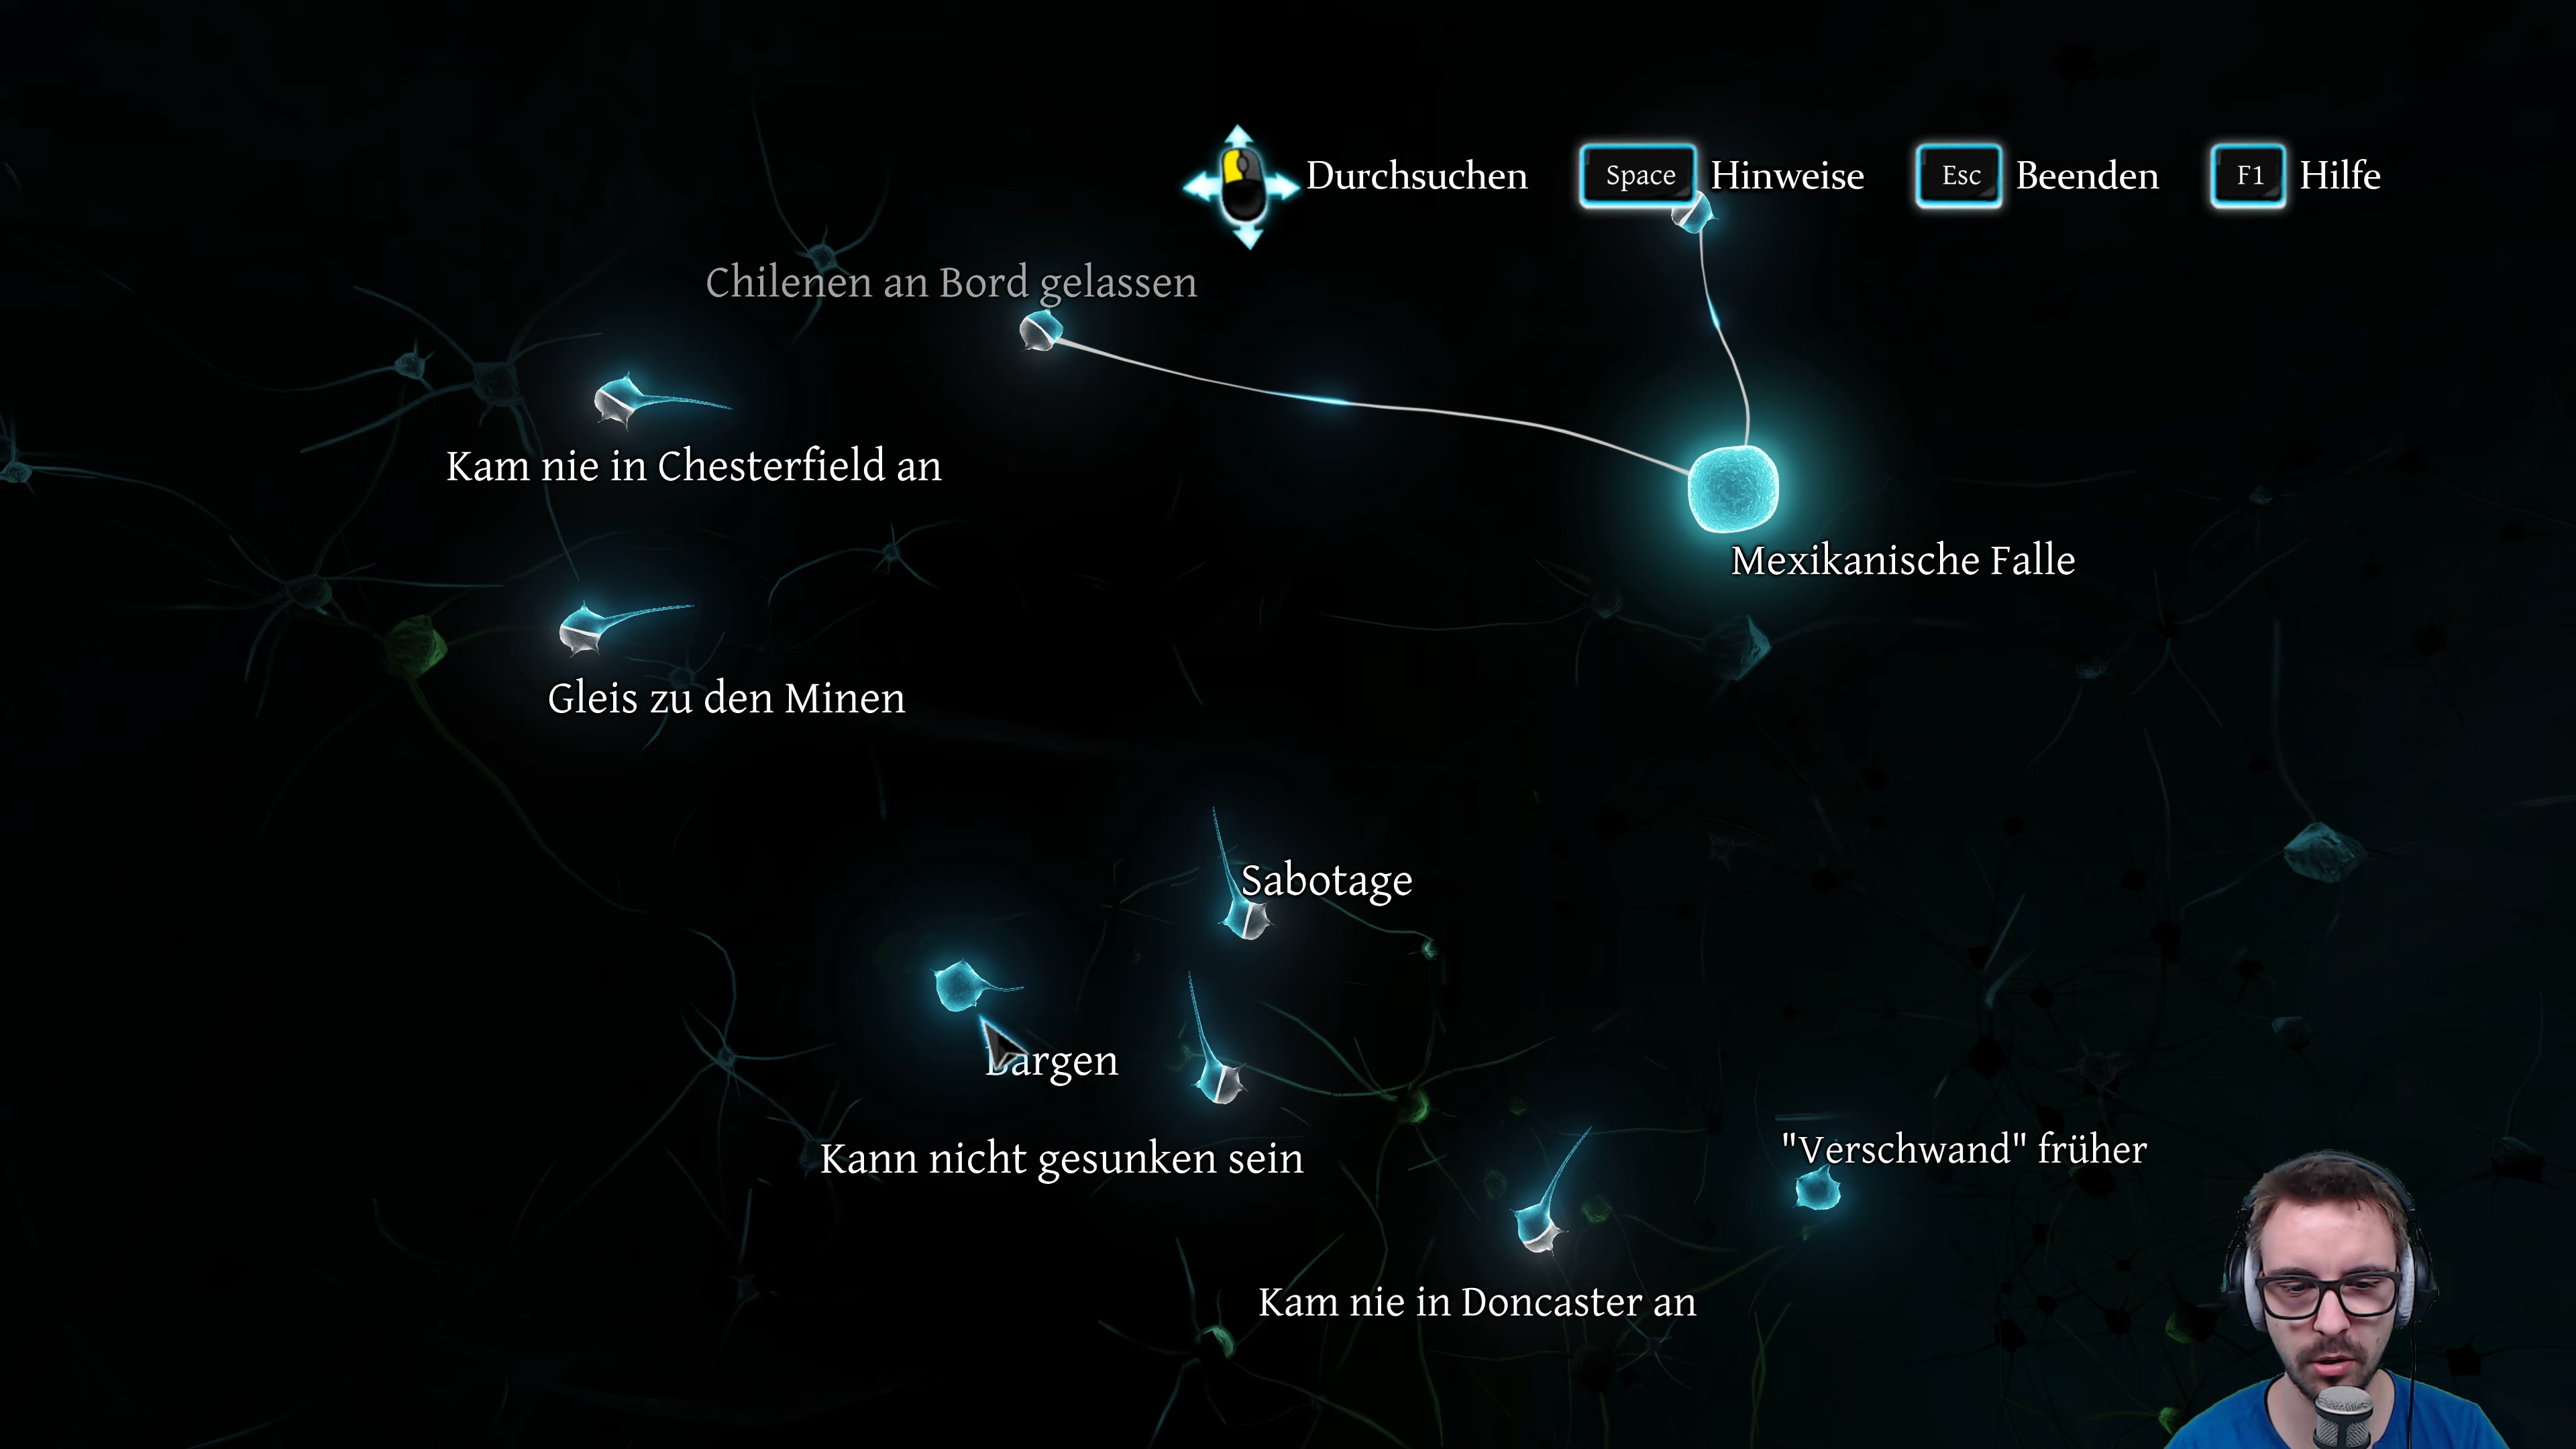 Durchsuchen
Space
Hinweise
Esc
Beenden
F1
Hilfe
Chilenen an Bord gelassen
Kam nie in Chesterfield an
Mexikanische Falle
Gleis zu den Minen
Sabotage
"Verschwand" früher
Kann nicht gesunken sein
Kam nie in Doncaster an